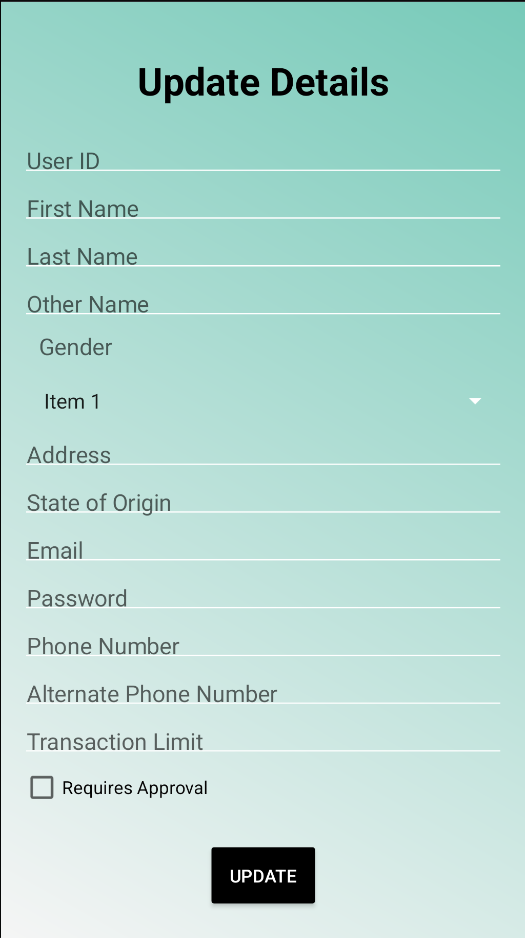 Update Details
User ID
First Name
Last Name
Other Name
Gender
Item 1
Address
State of Origin
Email
Password
Phone Number
Alternate Phone Number
Transaction Limit
Requires Approval
UPDATE